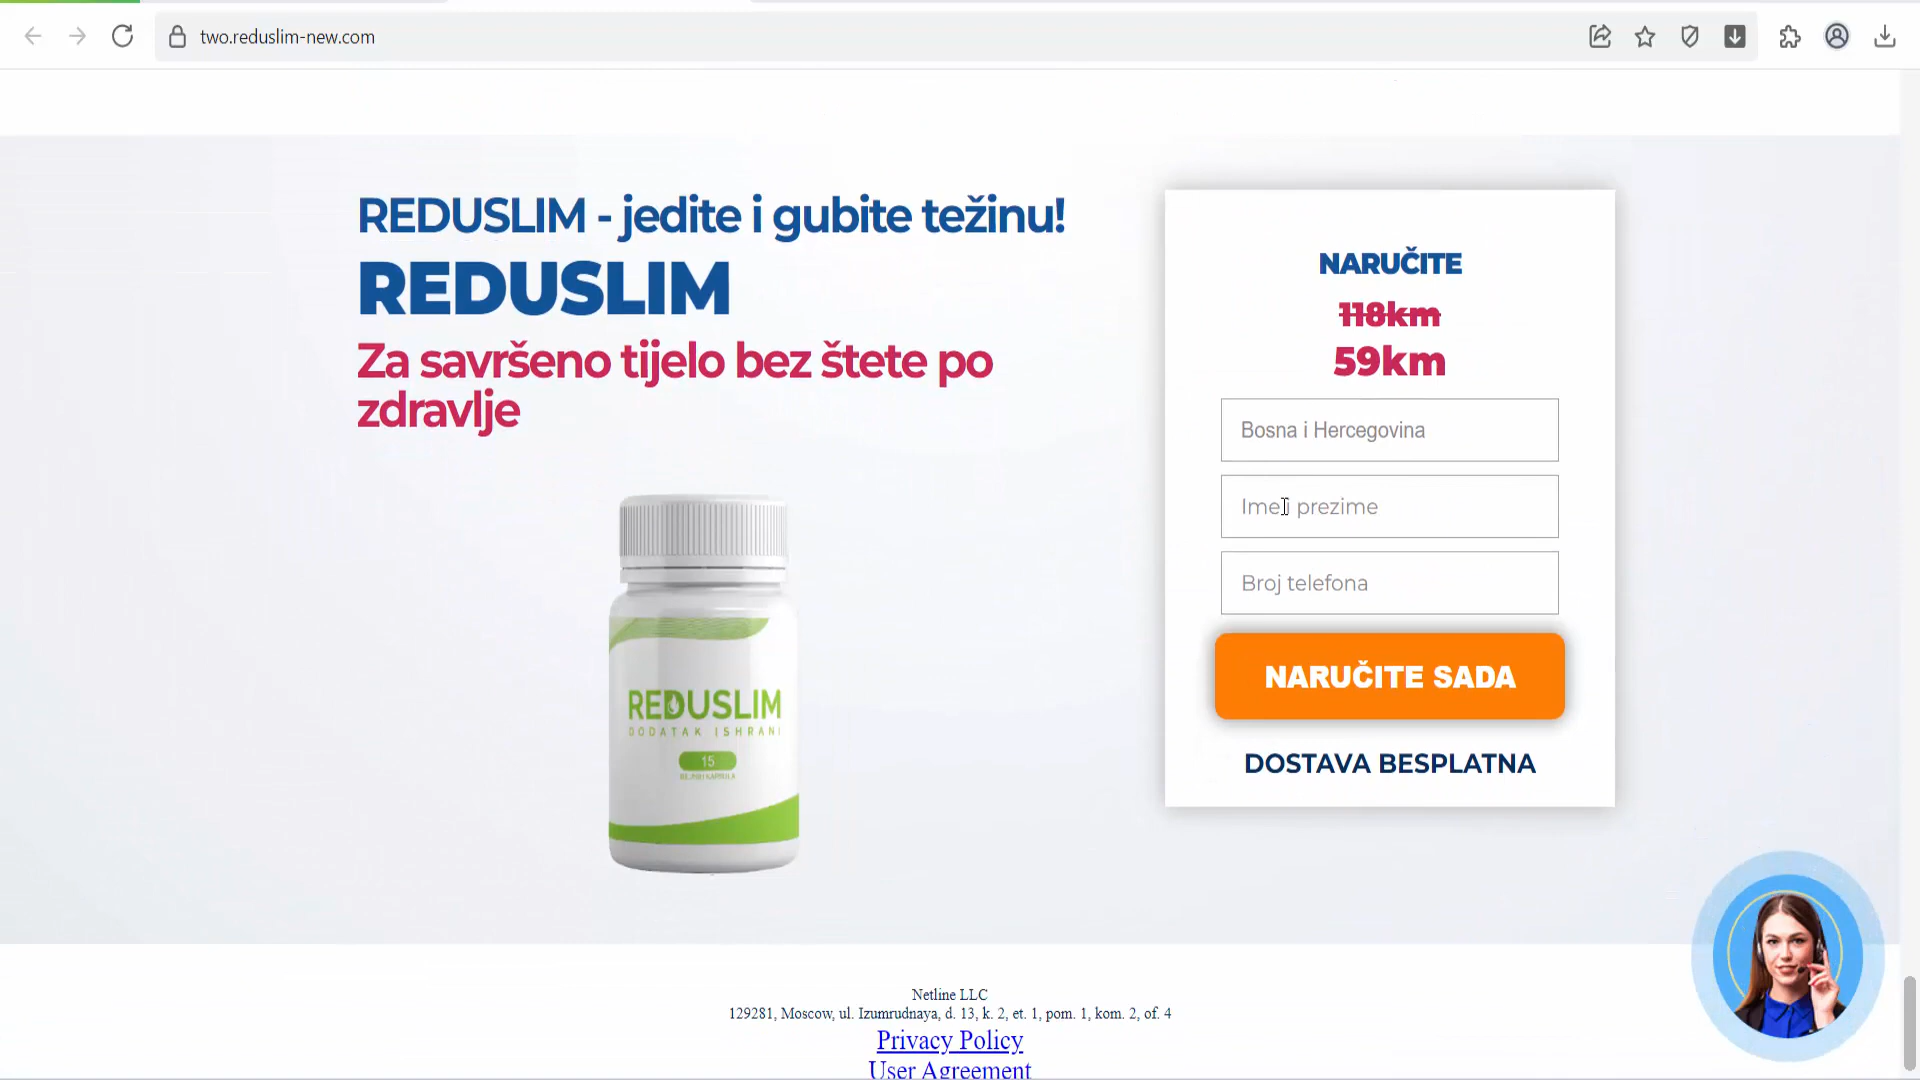 two.reduslim-new.com
REDUSLIM - jedite i gubite težinu!
REDUSLIM
Za savršeno tijelo bez štete po
zdravlje
REDUSLIM
DODATAK ISHRANI
15
NARUČITE
118km
59km
Bosna i Hercegovina
Ime i prezime
Broj telefona
NARUČITE SADA
DOSTAVA BESPLATNA
Netline LLC
129281, Moscow, ul. Izumrudnaya, d. 13, k. 2, et. 1, pom. 1, kom. 2, of. 4
Privacy Policy
User Agreement